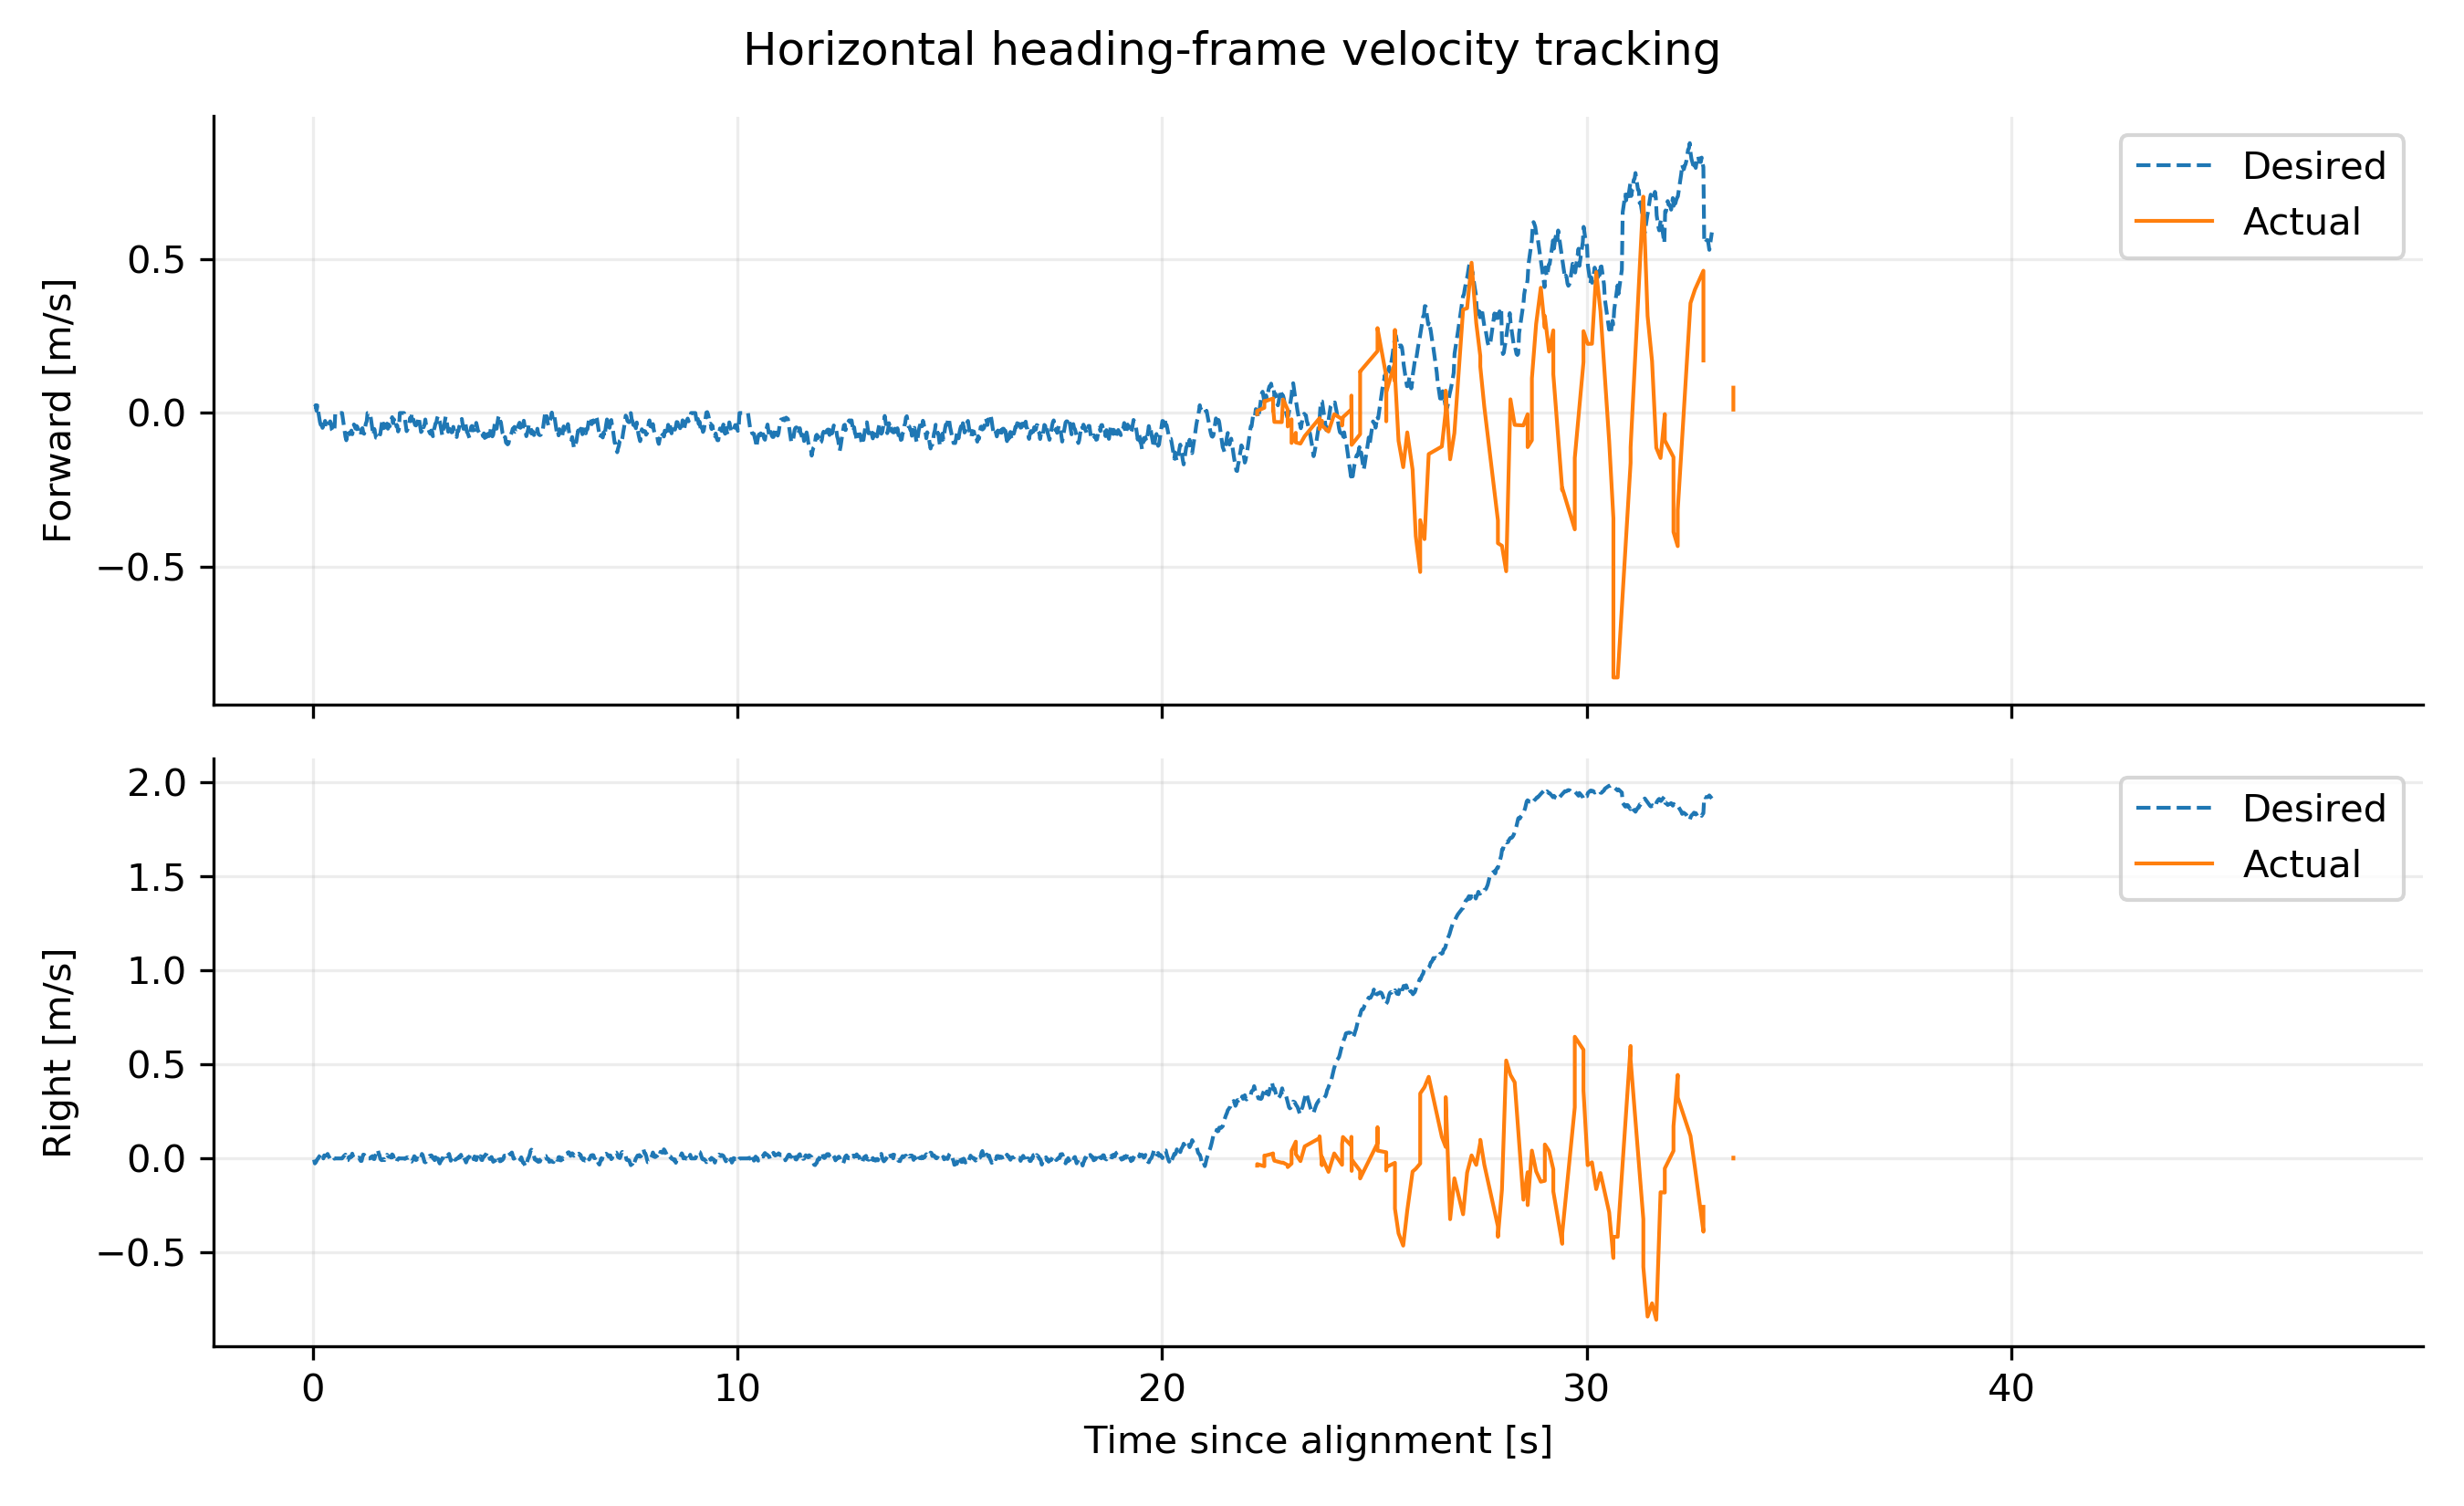 Horizontal heading-frame velocity tracking
Forward [m/s]
0.5
0.0
−0.5
Desired
Actual
Right [m/s]
2.0
1.5
1.0
0.5
0.0
−0.5
Desired
Actual
0 10 20 30 40
Time since alignment [s]